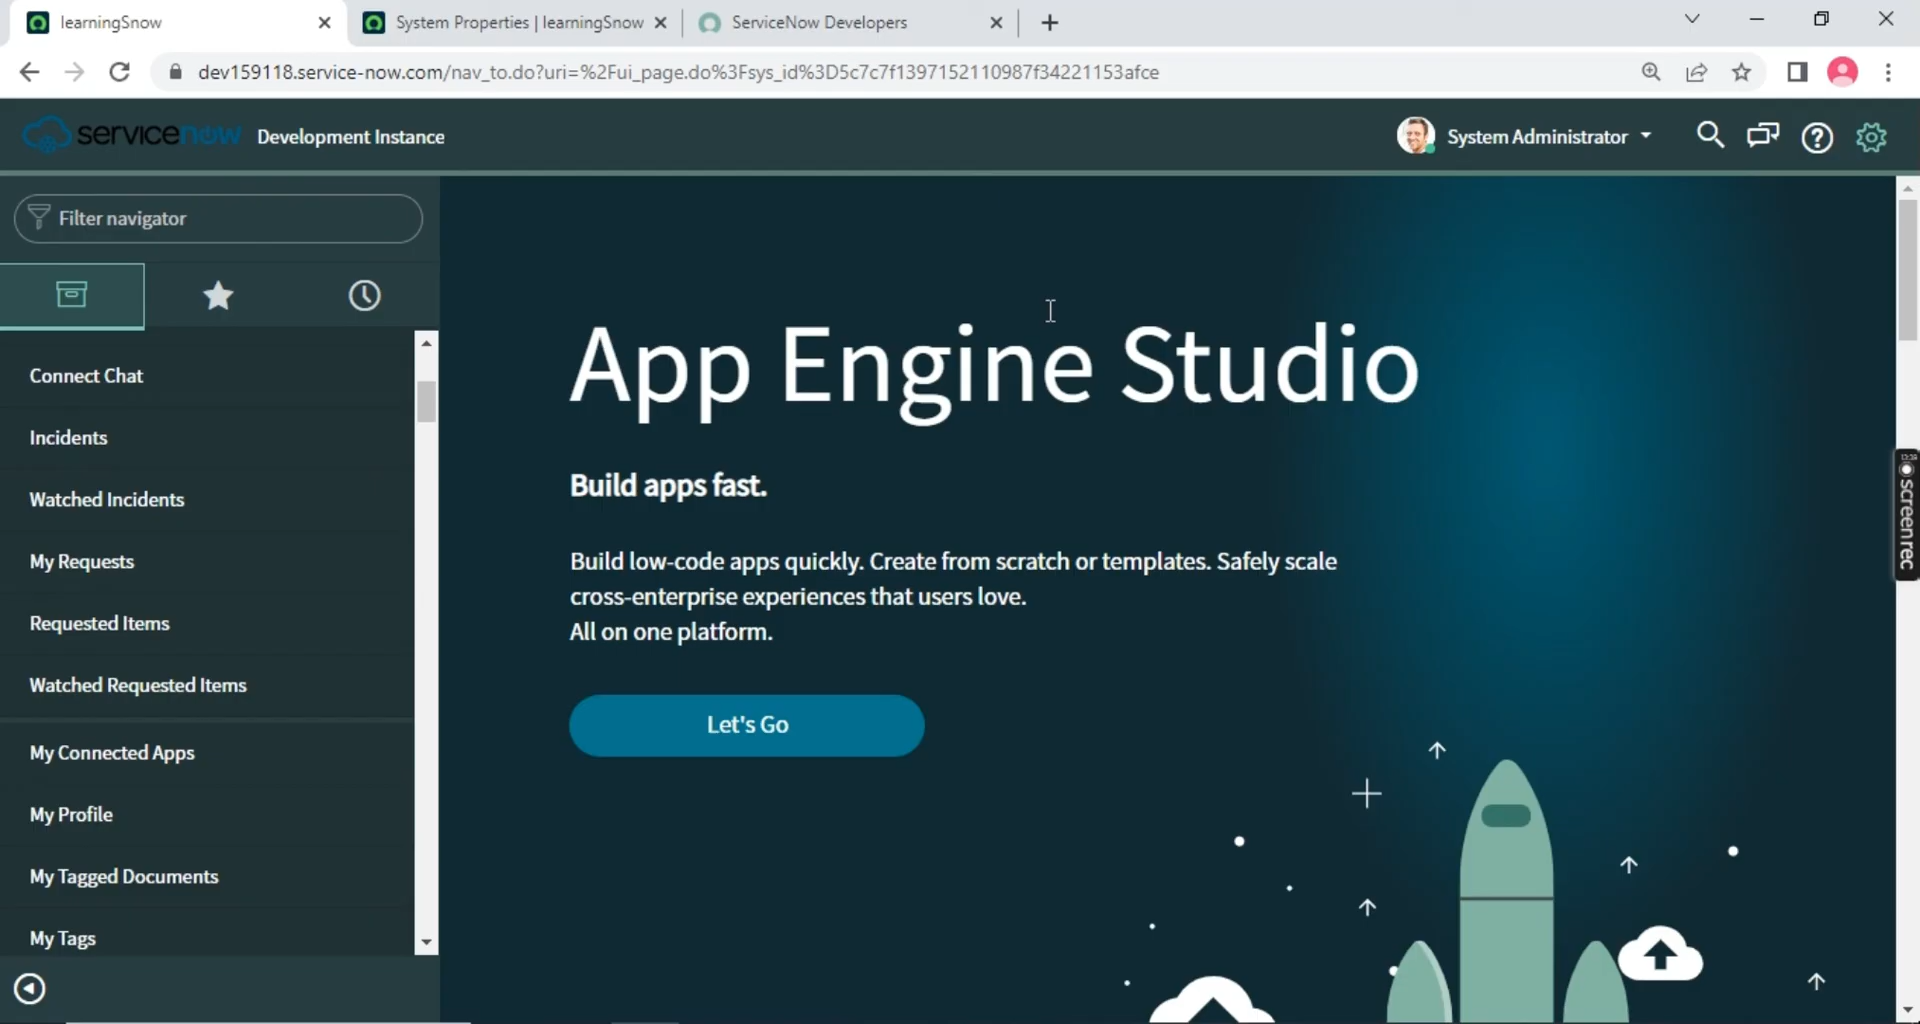 learningSnow
System Properties | learningSnow
ServiceNow Developers
dev159118.service-now.com/nav_to.do?uri=%2Fui_page.do%3Fsys_id%3D5c7c7f1397152110987f34221153afce
servicenow Development Instance
System Administrator
Filter navigator
Connect Chat
Incidents
Watched Incidents
My Requests
Requested Items
Watched Requested Items
My Connected Apps
My Profile
My Tagged Documents
My Tags
App Engine Studio
Build apps fast.
Build low-code apps quickly. Create from scratch or templates. Safely scale
cross-enterprise experiences that users love.
All on one platform.
Let's Go
screenrec